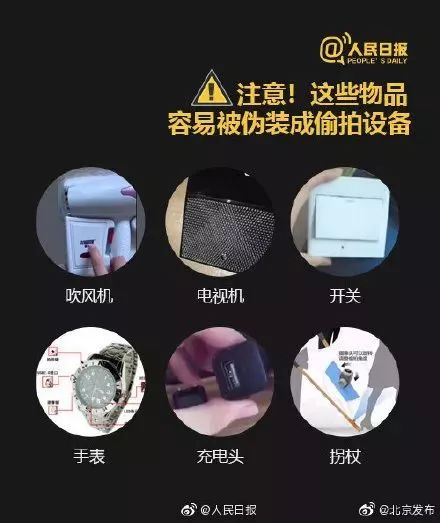 @人民日报
PEOPLE'S DAILY
注意！这些物品
容易被伪装成偷拍设备
吹风机
电视机
开关
手表
充电头
拐杖
@人民日报
@北京发布